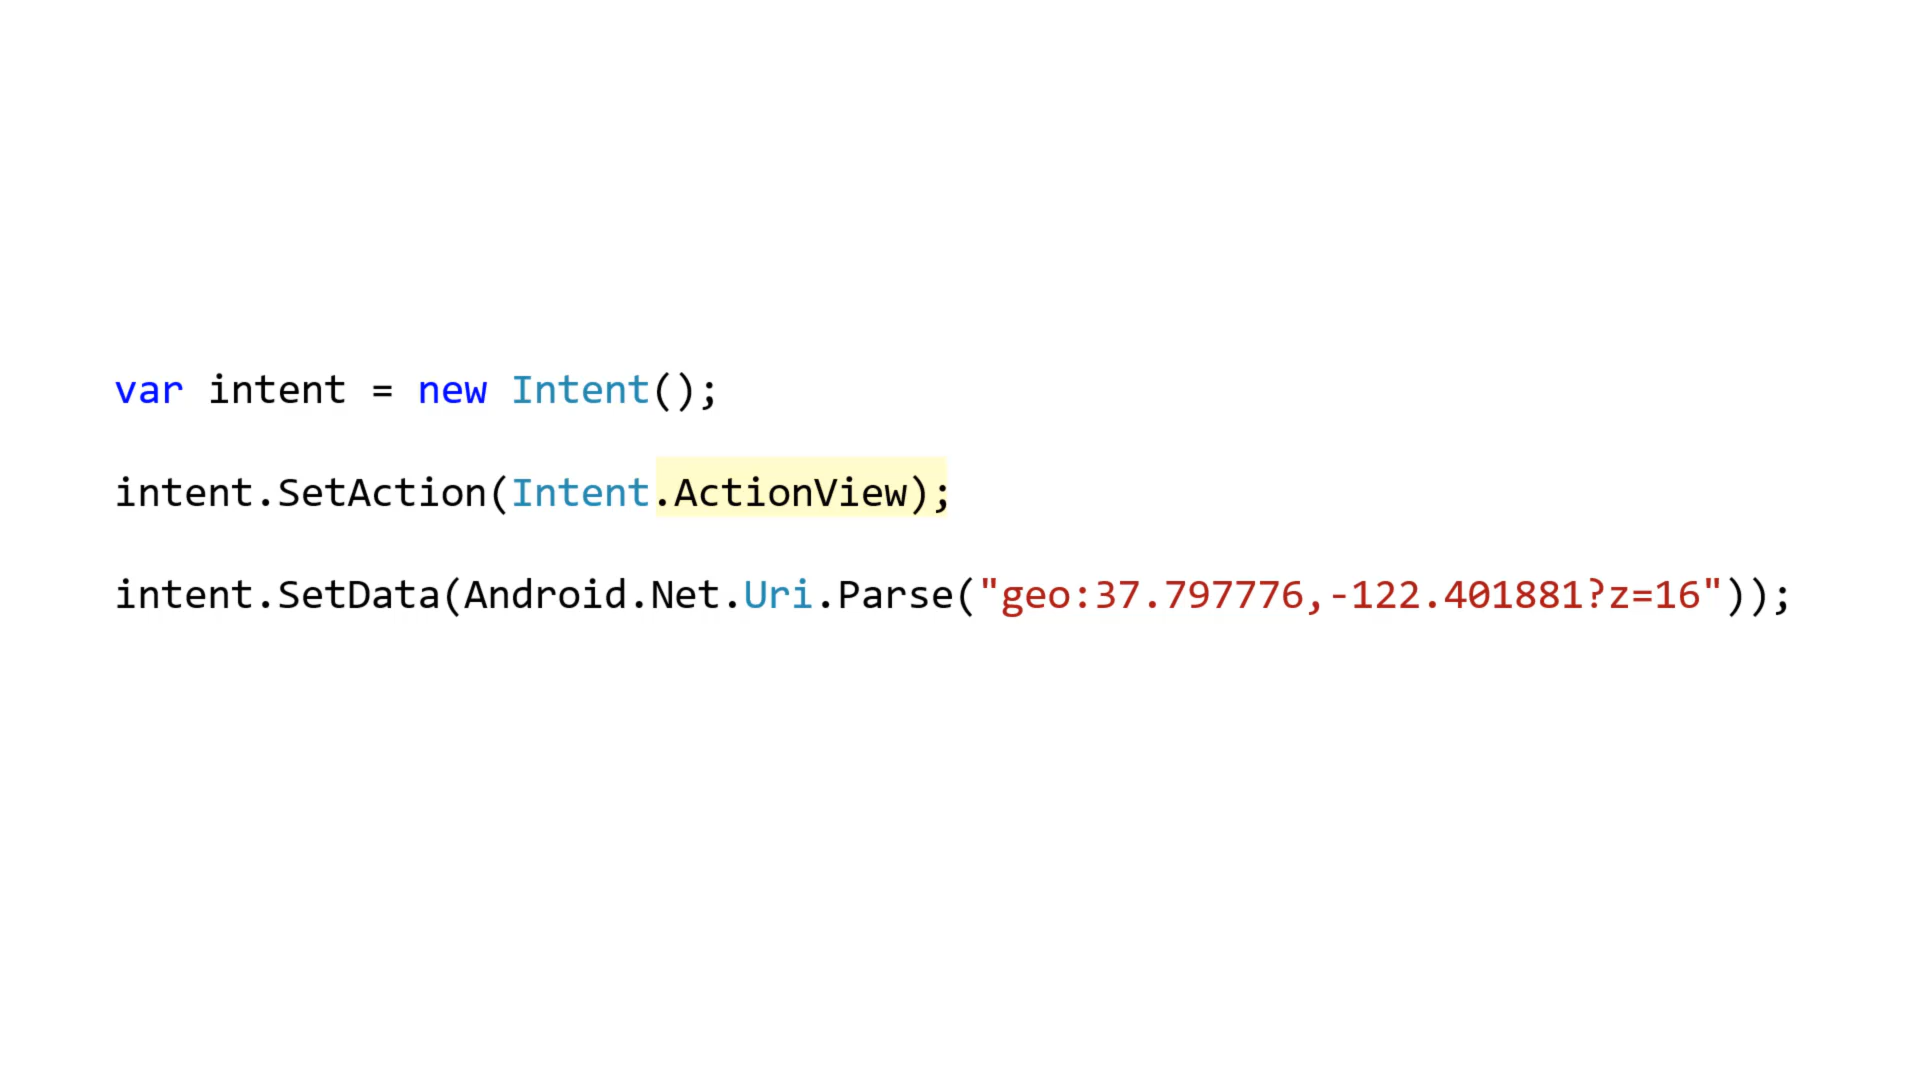 var intent = new Intent();
intent.SetAction(Intent.ActionView);
intent.SetData(Android.Net.Uri.Parse("geo:37.797776,-122.401881?z=16"));